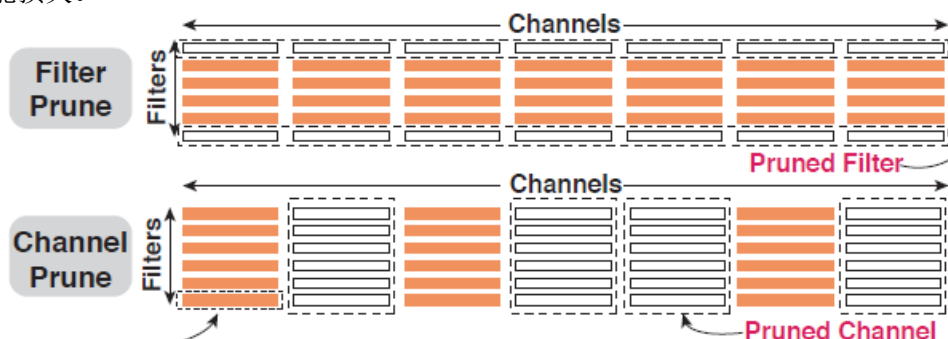 Channels
Filter
Prune
Filters
Pruned Filter
Channels
Channel
Prune
Filters
Pruned Channel